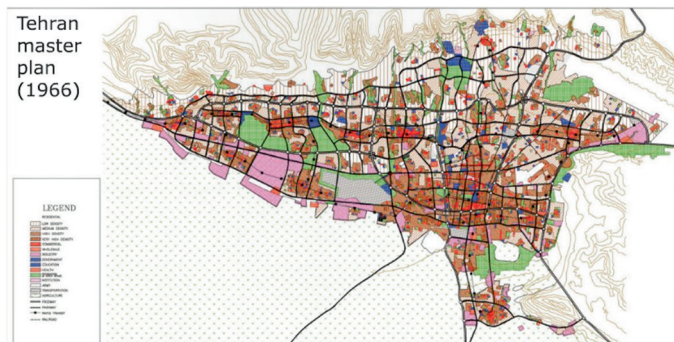 Tehran
master
plan
(1966)
LEGEND
RESIDENTIAL
LOW DENSITY
MEDIUM DENSITY
HIGH DENSITY
VERY HIGH DENSITY
COMMERCIAL
WHOLESALE
INDUSTRY
GOVERNMENT
EDUCATION
HEALTH
INSTITUTION
ARMY
TRANSPORTATION
AGRICULTURE
FREEWAY
RAPID TRANSIT
RAILROAD